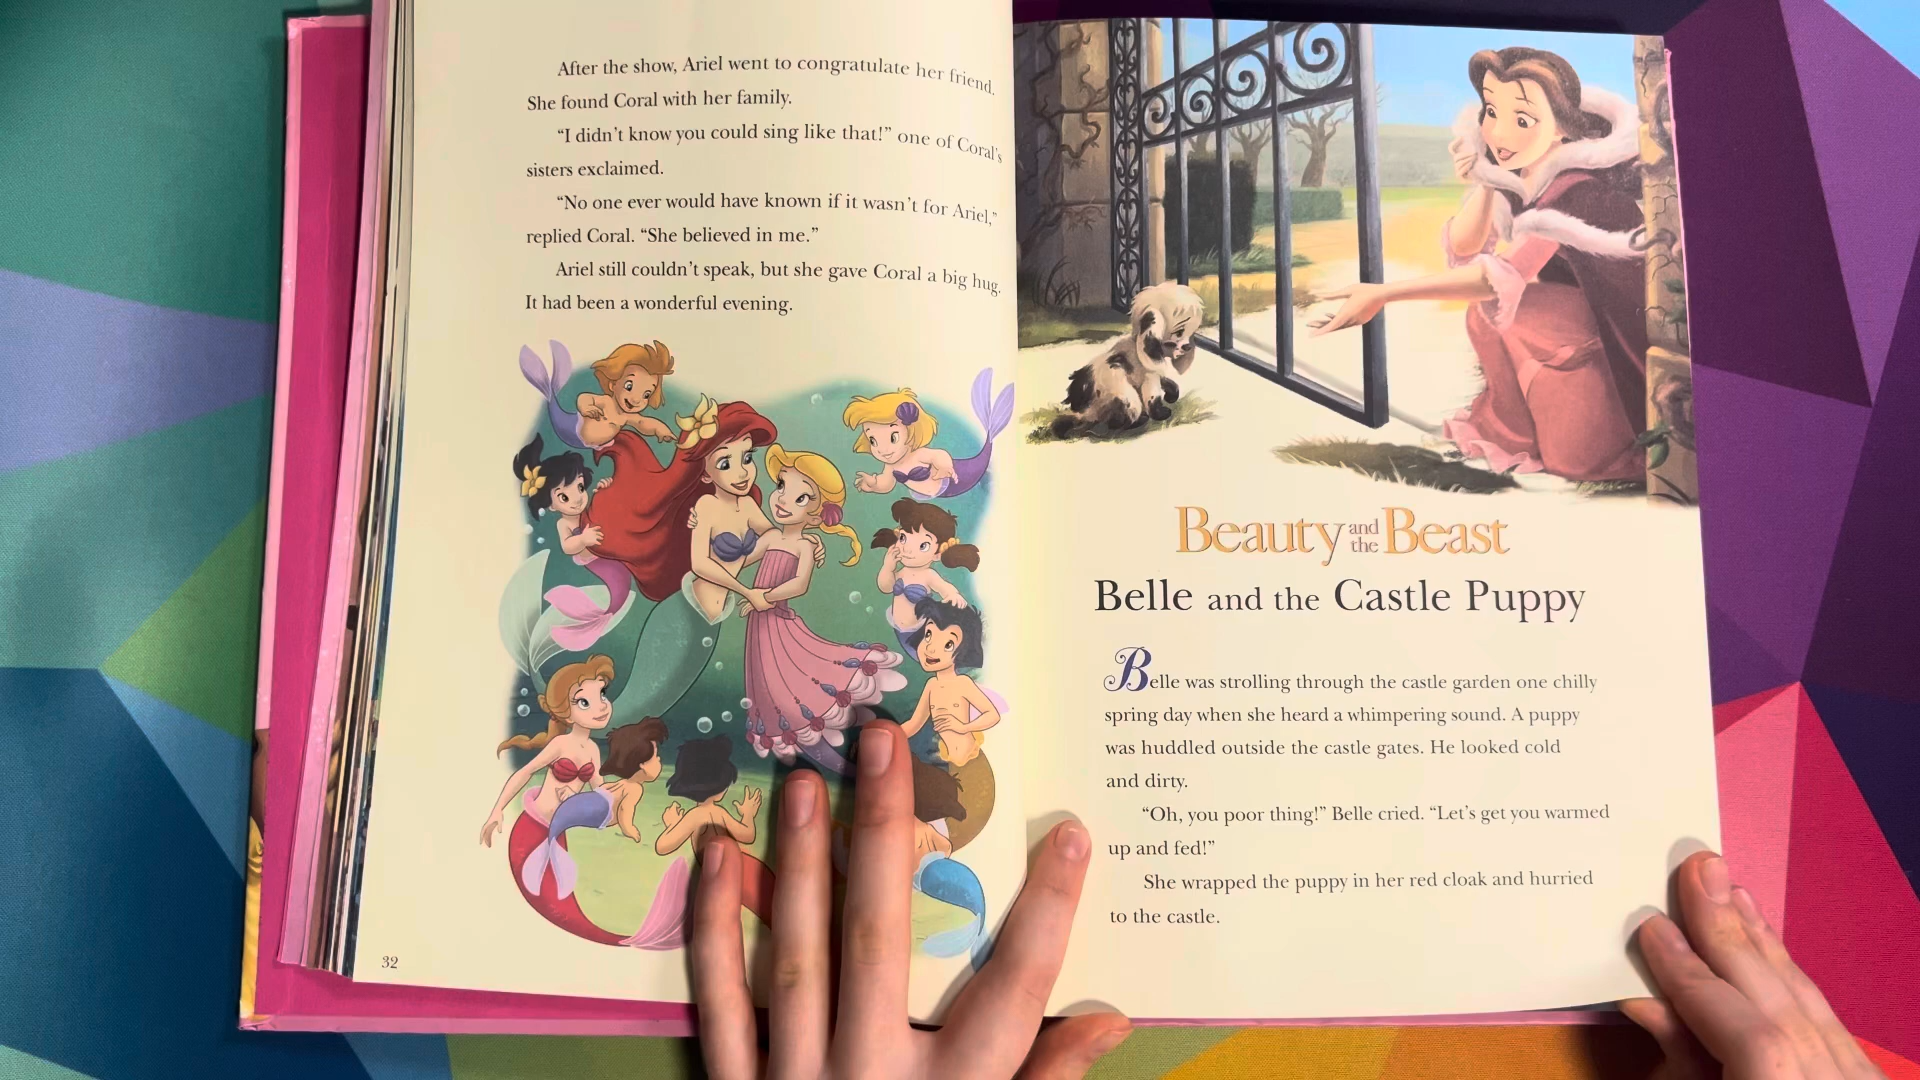 After the show, Ariel went to congratulate her friend.
She found Coral with her family.
“I didn’t know you could sing like that!” one of Coral’s
sisters exclaimed.
“No one ever would have known if it wasn’t for Ariel,”
replied Coral. “She believed in me.”
Ariel still couldn’t speak, but she gave Coral a big hug.
It had been a wonderful evening.
32
Beauty and the Beast
Belle and the Castle Puppy
Belle was strolling through the castle garden one chilly
spring day when she heard a whimpering sound. A puppy
was huddled outside the castle gates. He looked cold
and dirty.
“Oh, you poor thing!” Belle cried. “Let’s get you warmed
up and fed!”
She wrapped the puppy in her red cloak and hurried
to the castle.